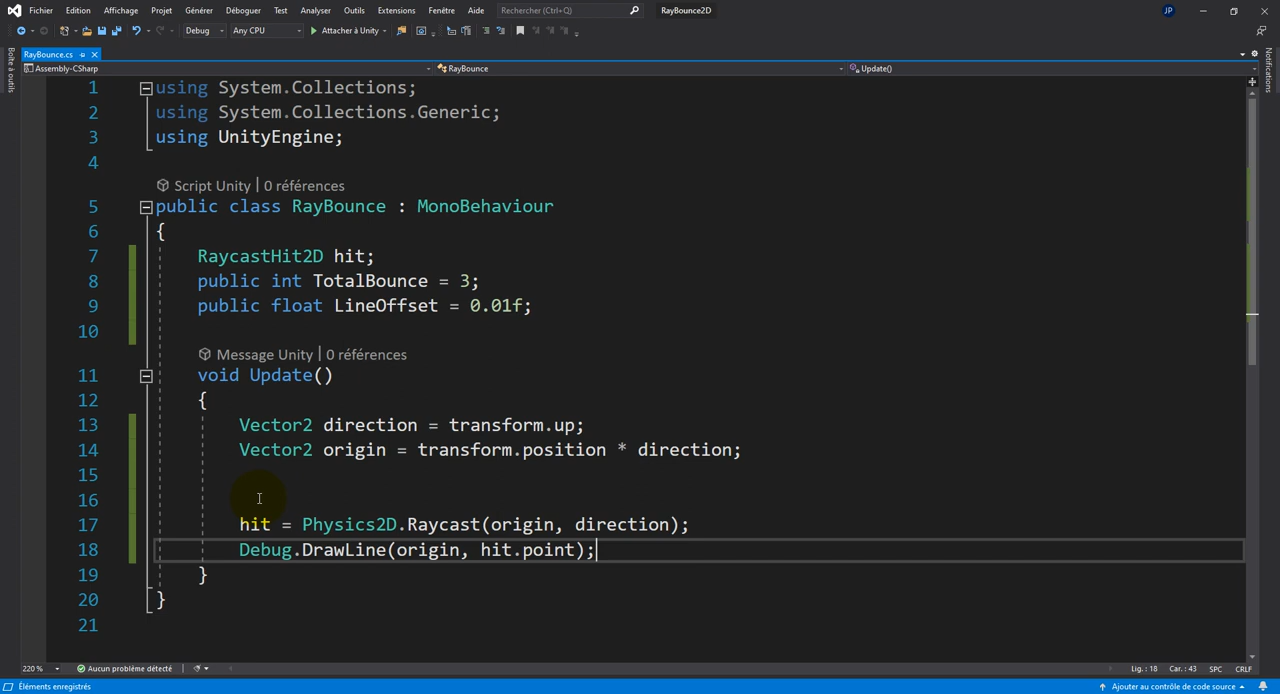 Fichier Edition Affichage Projet Générer Déboguer Test Analyser Outils Extensions Fenêtre Aide Rechercher (Ctrl+Q) RayBounce2D JP
Debug Any CPU Attacher à Unity
RayBounce.cs
Assembly-CSharp RayBounce Update()
Boîte à outils
Notifications
1 using System.Collections;
2 using System.Collections.Generic;
3 using UnityEngine;
4
Script Unity | 0 références
5 public class RayBounce : MonoBehaviour
6 {
7 RaycastHit2D hit;
8 public int TotalBounce = 3;
9 public float LineOffset = 0.01f;
10
Message Unity | 0 références
11 void Update()
12 {
13 Vector2 direction = transform.up;
14 Vector2 origin = transform.position * direction;
15
16
17 hit = Physics2D.Raycast(origin, direction);
18 Debug.DrawLine(origin, hit.point);
19 }
20 }
21
220 % Aucun problème détecté Lig. : 18 Car. : 43 SPC CRLF
Éléments enregistrés Ajouter au contrôle de code source